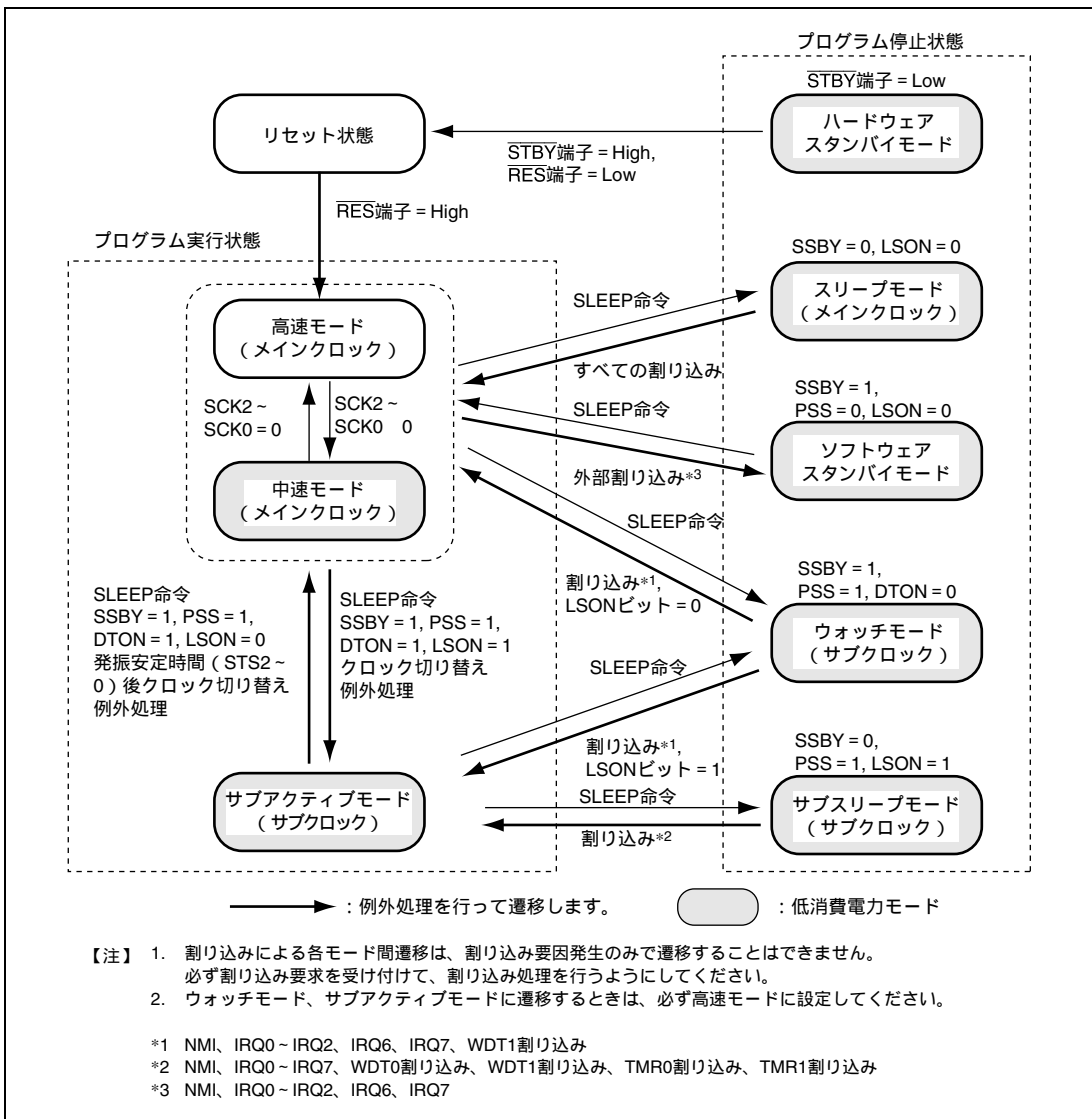 プログラム停止状態
STBY端子 = Low
ハードウェア
スタンバイモード
リセット状態
STBY端子 = High,
RES端子 = Low
RES端子 = High
プログラム実行状態
SSBY = 0, LSON = 0
スリープモード
（メインクロック）
SLEEP命令
すべての割り込み
高速モード
（メインクロック）
SCK2 ~
SCK0 = 0
SCK2 ~
SCK0 0
中速モード
（メインクロック）
SLEEP命令
外部割り込み*3
SSBY = 1,
PSS = 0, LSON = 0
ソフトウェア
スタンバイモード
SLEEP命令
割り込み*1,
LSONビット = 0
SSBY = 1,
PSS = 1, DTON = 0
ウォッチモード
（サブクロック）
SLEEP命令
SSBY = 1, PSS = 1,
DTON = 1, LSON = 0
発振安定時間（STS2 ~
0）後クロック切り替え
例外処理
SLEEP命令
SSBY = 1, PSS = 1,
DTON = 1, LSON = 1
クロック切り替え
例外処理
SLEEP命令
割り込み*1,
LSONビット = 1
SSBY = 0,
PSS = 1, LSON = 1
サブアクティブモード
（サブクロック）
SLEEP命令
割り込み*2
サブスリープモード
（サブクロック）
：例外処理を行って遷移します。
：低消費電力モード
【注】 1. 割り込みによる各モード間遷移は、割り込み要因発生のみで遷移することはできません。
必ず割り込み要求を受け付けて、割り込み処理を行うようにしてください。
2. ウォッチモード、サブアクティブモードに遷移するときは、必ず高速モードに設定してください。
*1 NMI、IRQ0 ~ IRQ2、IRQ6、IRQ7、WDT1割り込み
*2 NMI、IRQ0 ~ IRQ7、WDT0割り込み、WDT1割り込み、TMR0割り込み、TMR1割り込み
*3 NMI、IRQ0 ~ IRQ2、IRQ6、IRQ7